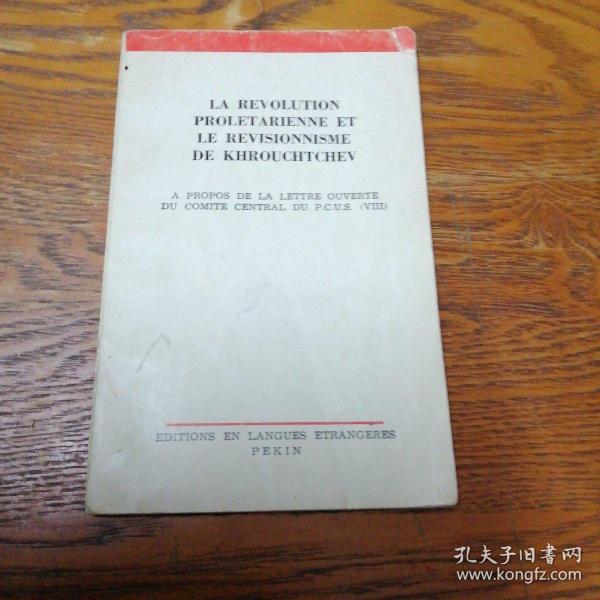 LA REVOLUTION
PROLETARIENNE ET
LE REVISIONNISME
DE KHROUCHTCHEV
A PROPOS DE LA LETTRE OUVERTE
DU COMITE CENTRAL DU P.C.U.S. (VIII)
EDITIONS EN LANGUES ETRANGERES
PEKIN
孔夫子旧书网
www.kongfz.com